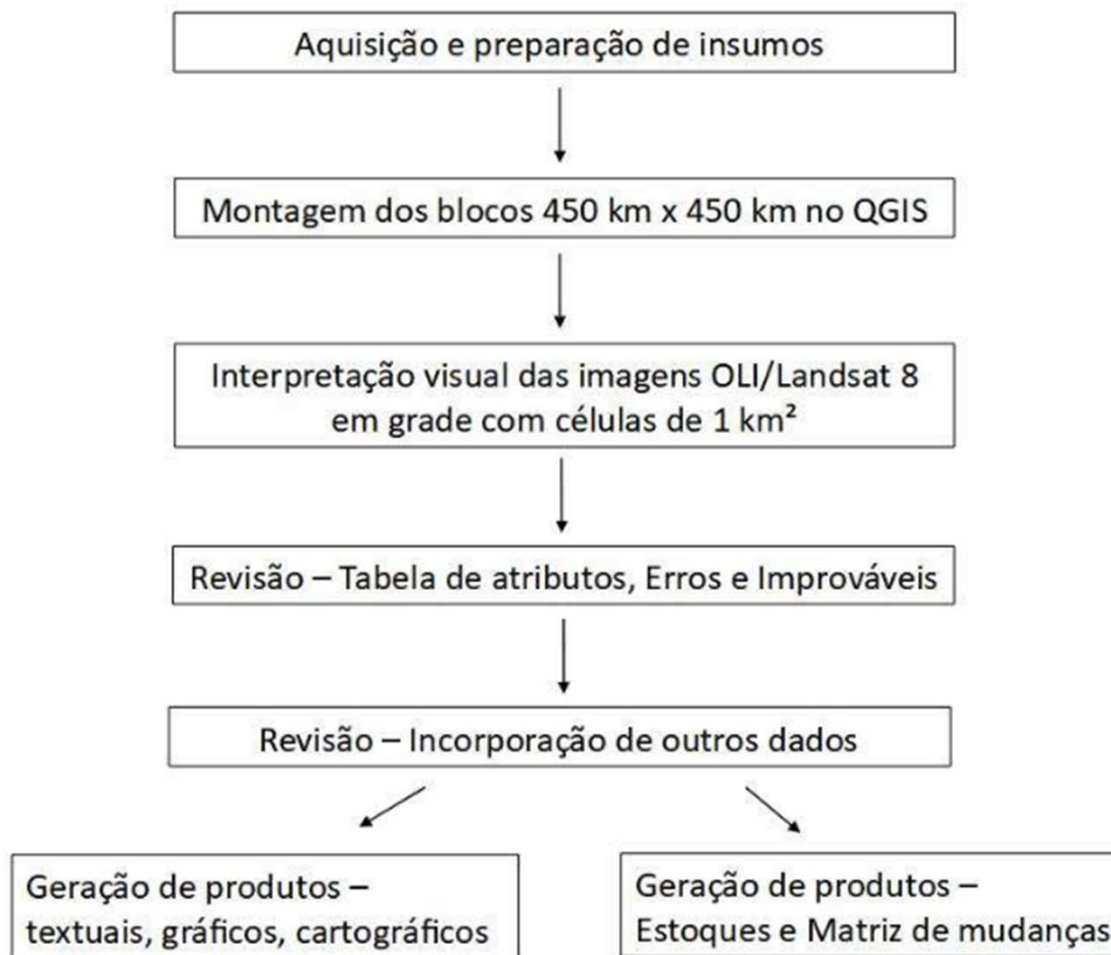 Aquisição e preparação de insumos
Montagem dos blocos 450 km x 450 km no QGIS
Interpretação visual das imagens OLI/Landsat 8
em grade com células de 1 km²
Revisão – Tabela de atributos, Erros e Improváveis
Revisão – Incorporação de outros dados
Geração de produtos –
textuais, gráficos, cartográficos
Geração de produtos –
Estoques e Matriz de mudanças